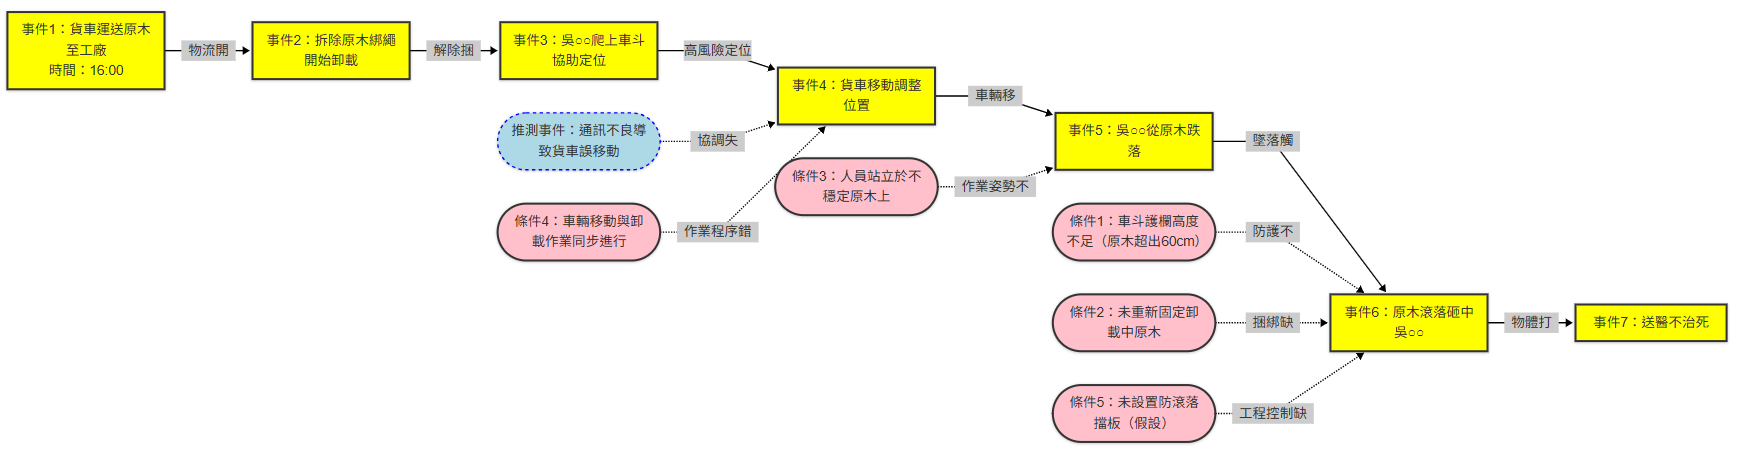 事件1：貨車運送原木
至工廠
時間：16:00
物流開
事件2：拆除原木綁繩
開始卸載
解除捆
事件3：吳○○爬上車斗
協助定位
高風險定位
事件4：貨車移動調整
位置
車輛移
事件5：吳○○從原木跌
落
墜落觸
推測事件：通訊不良導
致貨車誤移動
協調失
條件3：人員站立於不
穩定原木上
作業姿勢不
條件4：車輛移動與卸
載作業同步進行
作業程序錯
條件1：車斗護欄高度
不足（原木超出60cm）
防護不
條件2：未重新固定卸
載中原木
捆綁缺
事件6：原木滾落砸中
吳○○
物體打
事件7：送醫不治死
條件5：未設置防滾落
擋板（假設）
工程控制缺